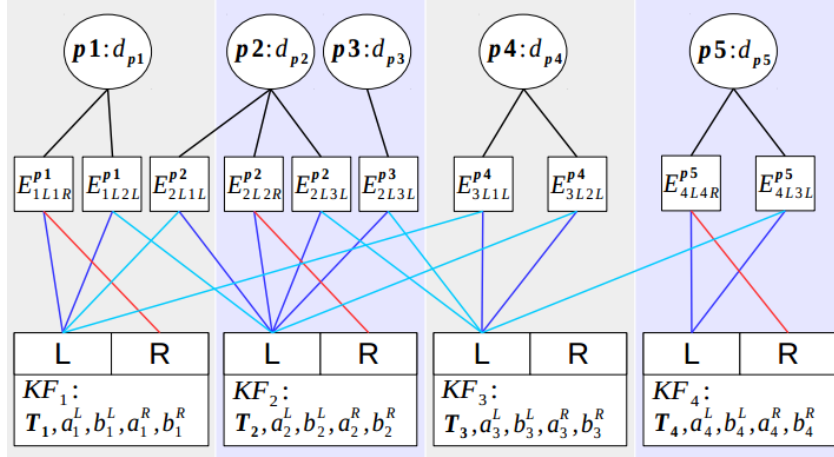 p1:d_p1 p2:d_p2 p3:d_p3 p4:d_p4 p5:d_p5
E^p1_1L1R E^p1_1L2L E^p2_2L1L E^p2_2L2R E^p2_2L3L E^p3_2L3L E^p4_3L1L E^p4_3L2L E^p5_4L4R E^p5_4L3L
L R L R L R L R
KF_1: KF_2: KF_3: KF_4:
T_1,a_1^L,b_1^L,a_1^R,b_1^R T_2,a_2^L,b_2^L,a_2^R,b_2^R T_3,a_3^L,b_3^L,a_3^R,b_3^R T_4,a_4^L,b_4^L,a_4^R,b_4^R